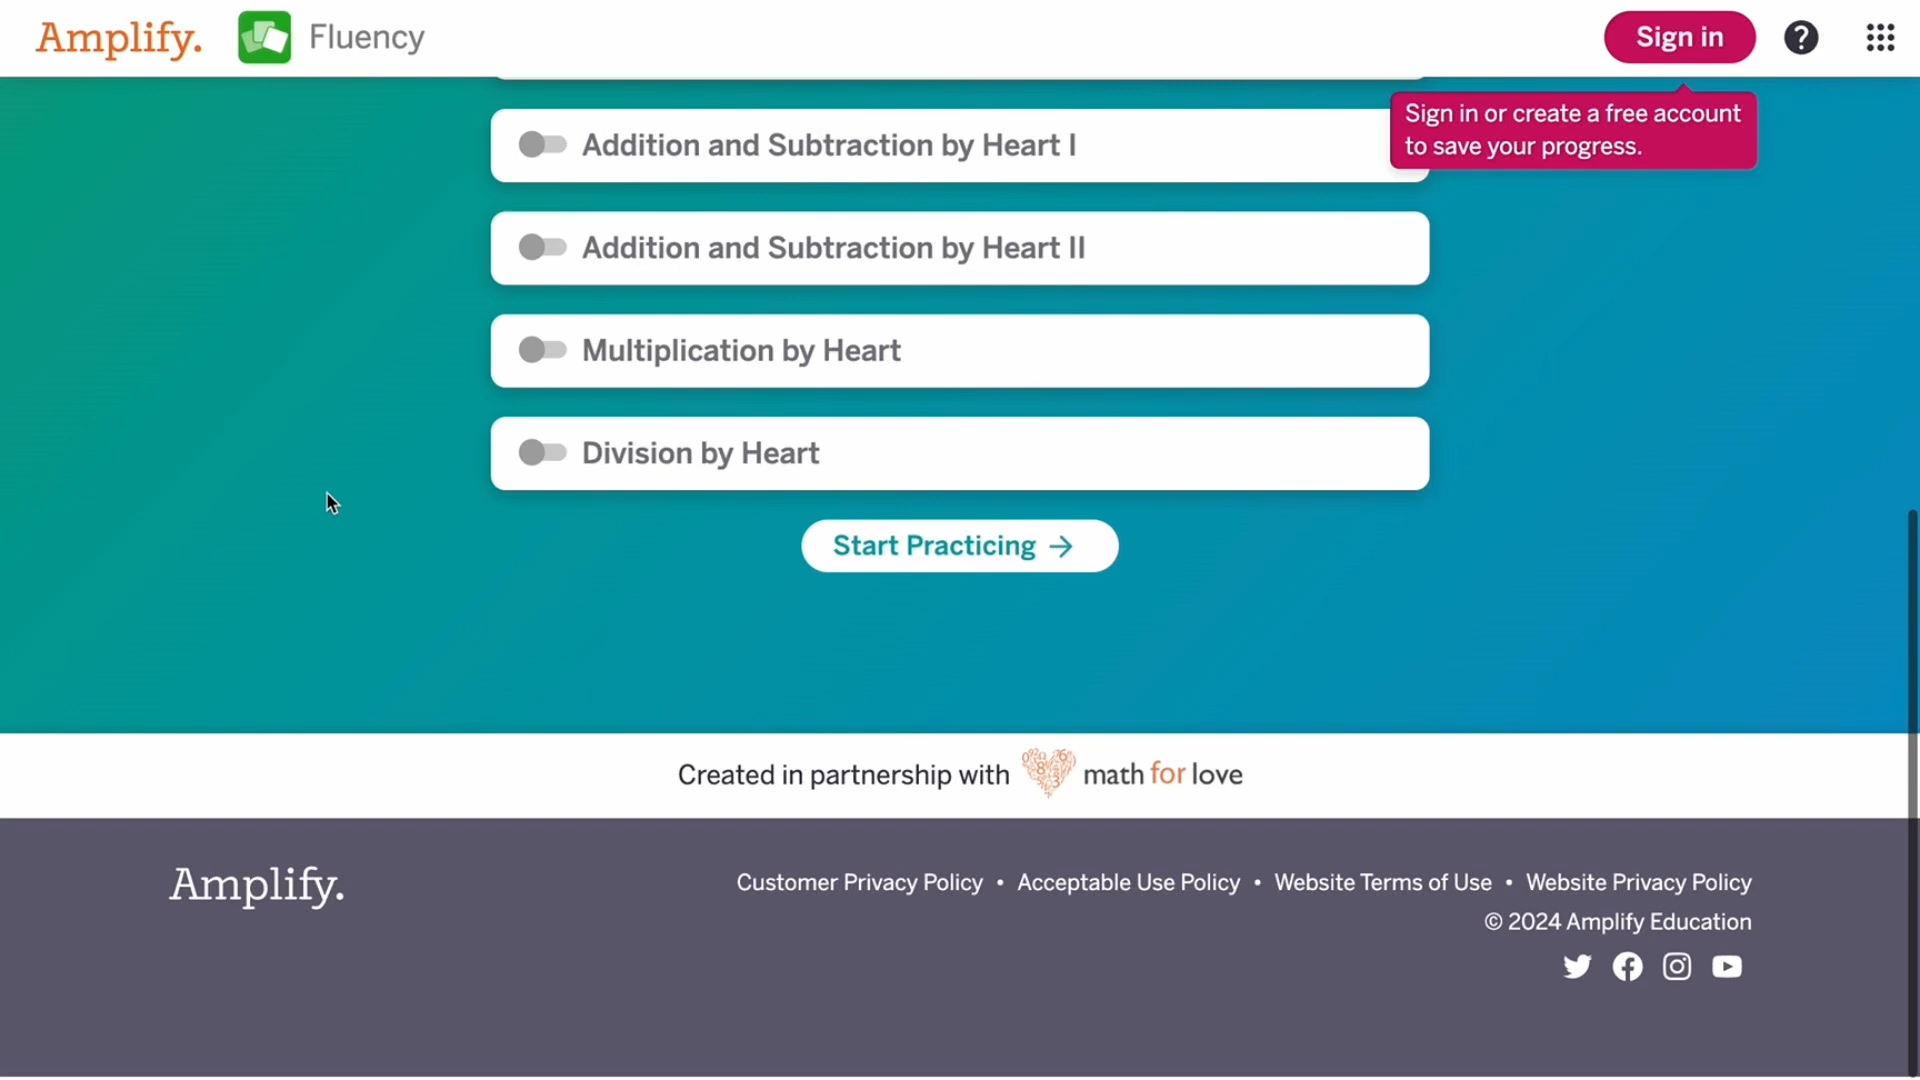 Amplify.
Fluency
Sign in
Sign in or create a free account
to save your progress.
Addition and Subtraction by Heart I
Addition and Subtraction by Heart II
Multiplication by Heart
Division by Heart
Start Practicing →
Created in partnership with math for love
Amplify.
Customer Privacy Policy • Acceptable Use Policy • Website Terms of Use • Website Privacy Policy
© 2024 Amplify Education